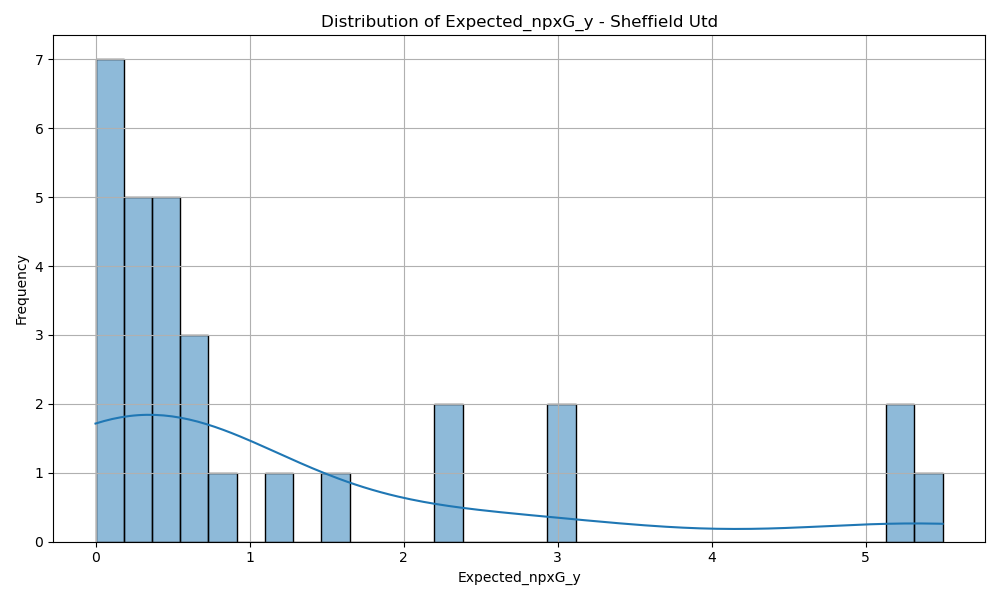 Distribution of Expected_npxG_y - Sheffield Utd
7
6
5
4
3
2
1
0
Frequency
0 1 2 3 4 5
Expected_npxG_y